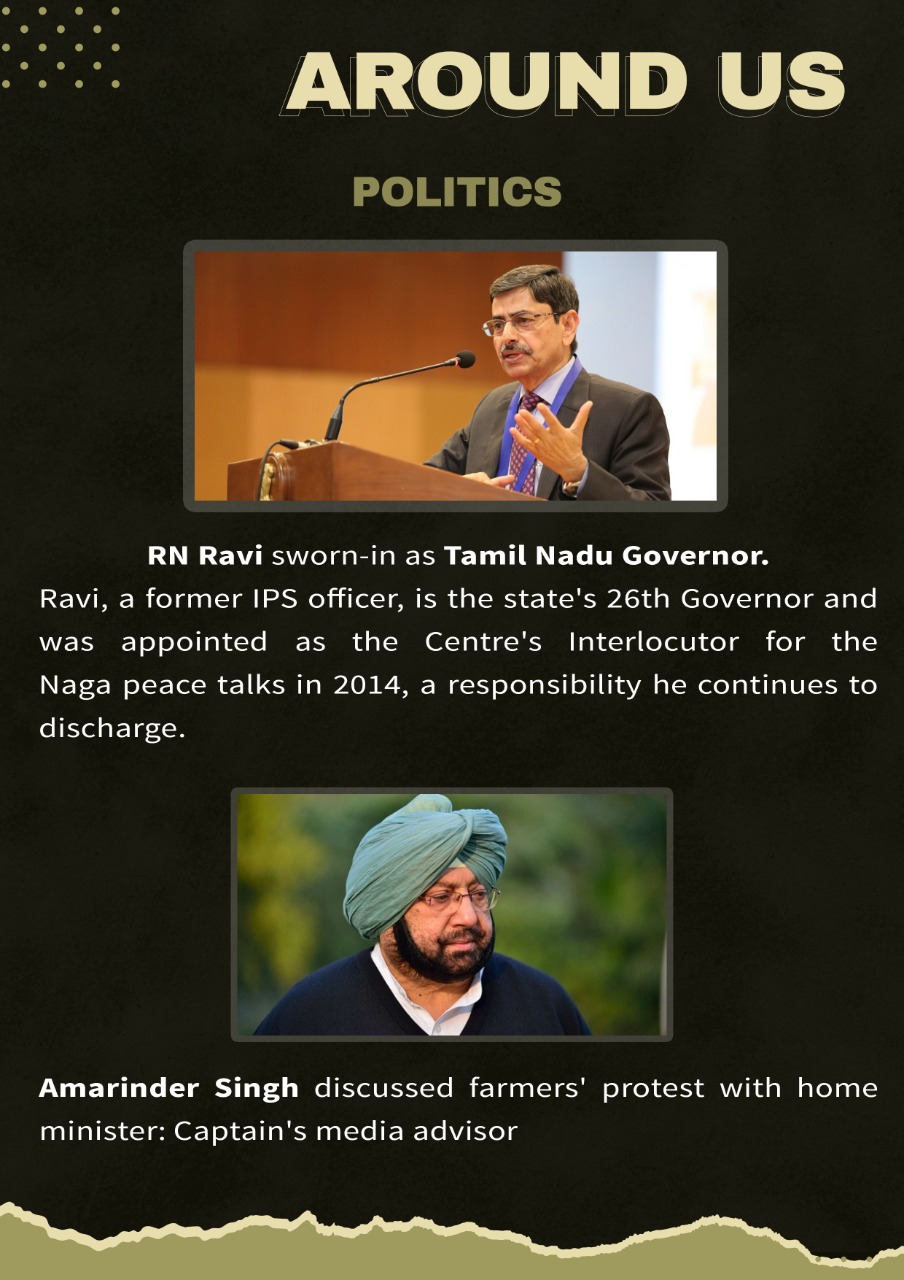 AROUND US
POLITICS
RN Ravi sworn-in as Tamil Nadu Governor.
Ravi, a former IPS officer, is the state's 26th Governor and
was appointed as the Centre's Interlocutor for the
Naga peace talks in 2014, a responsibility he continues to
discharge.
Amarinder Singh discussed farmers' protest with home
minister: Captain's media advisor